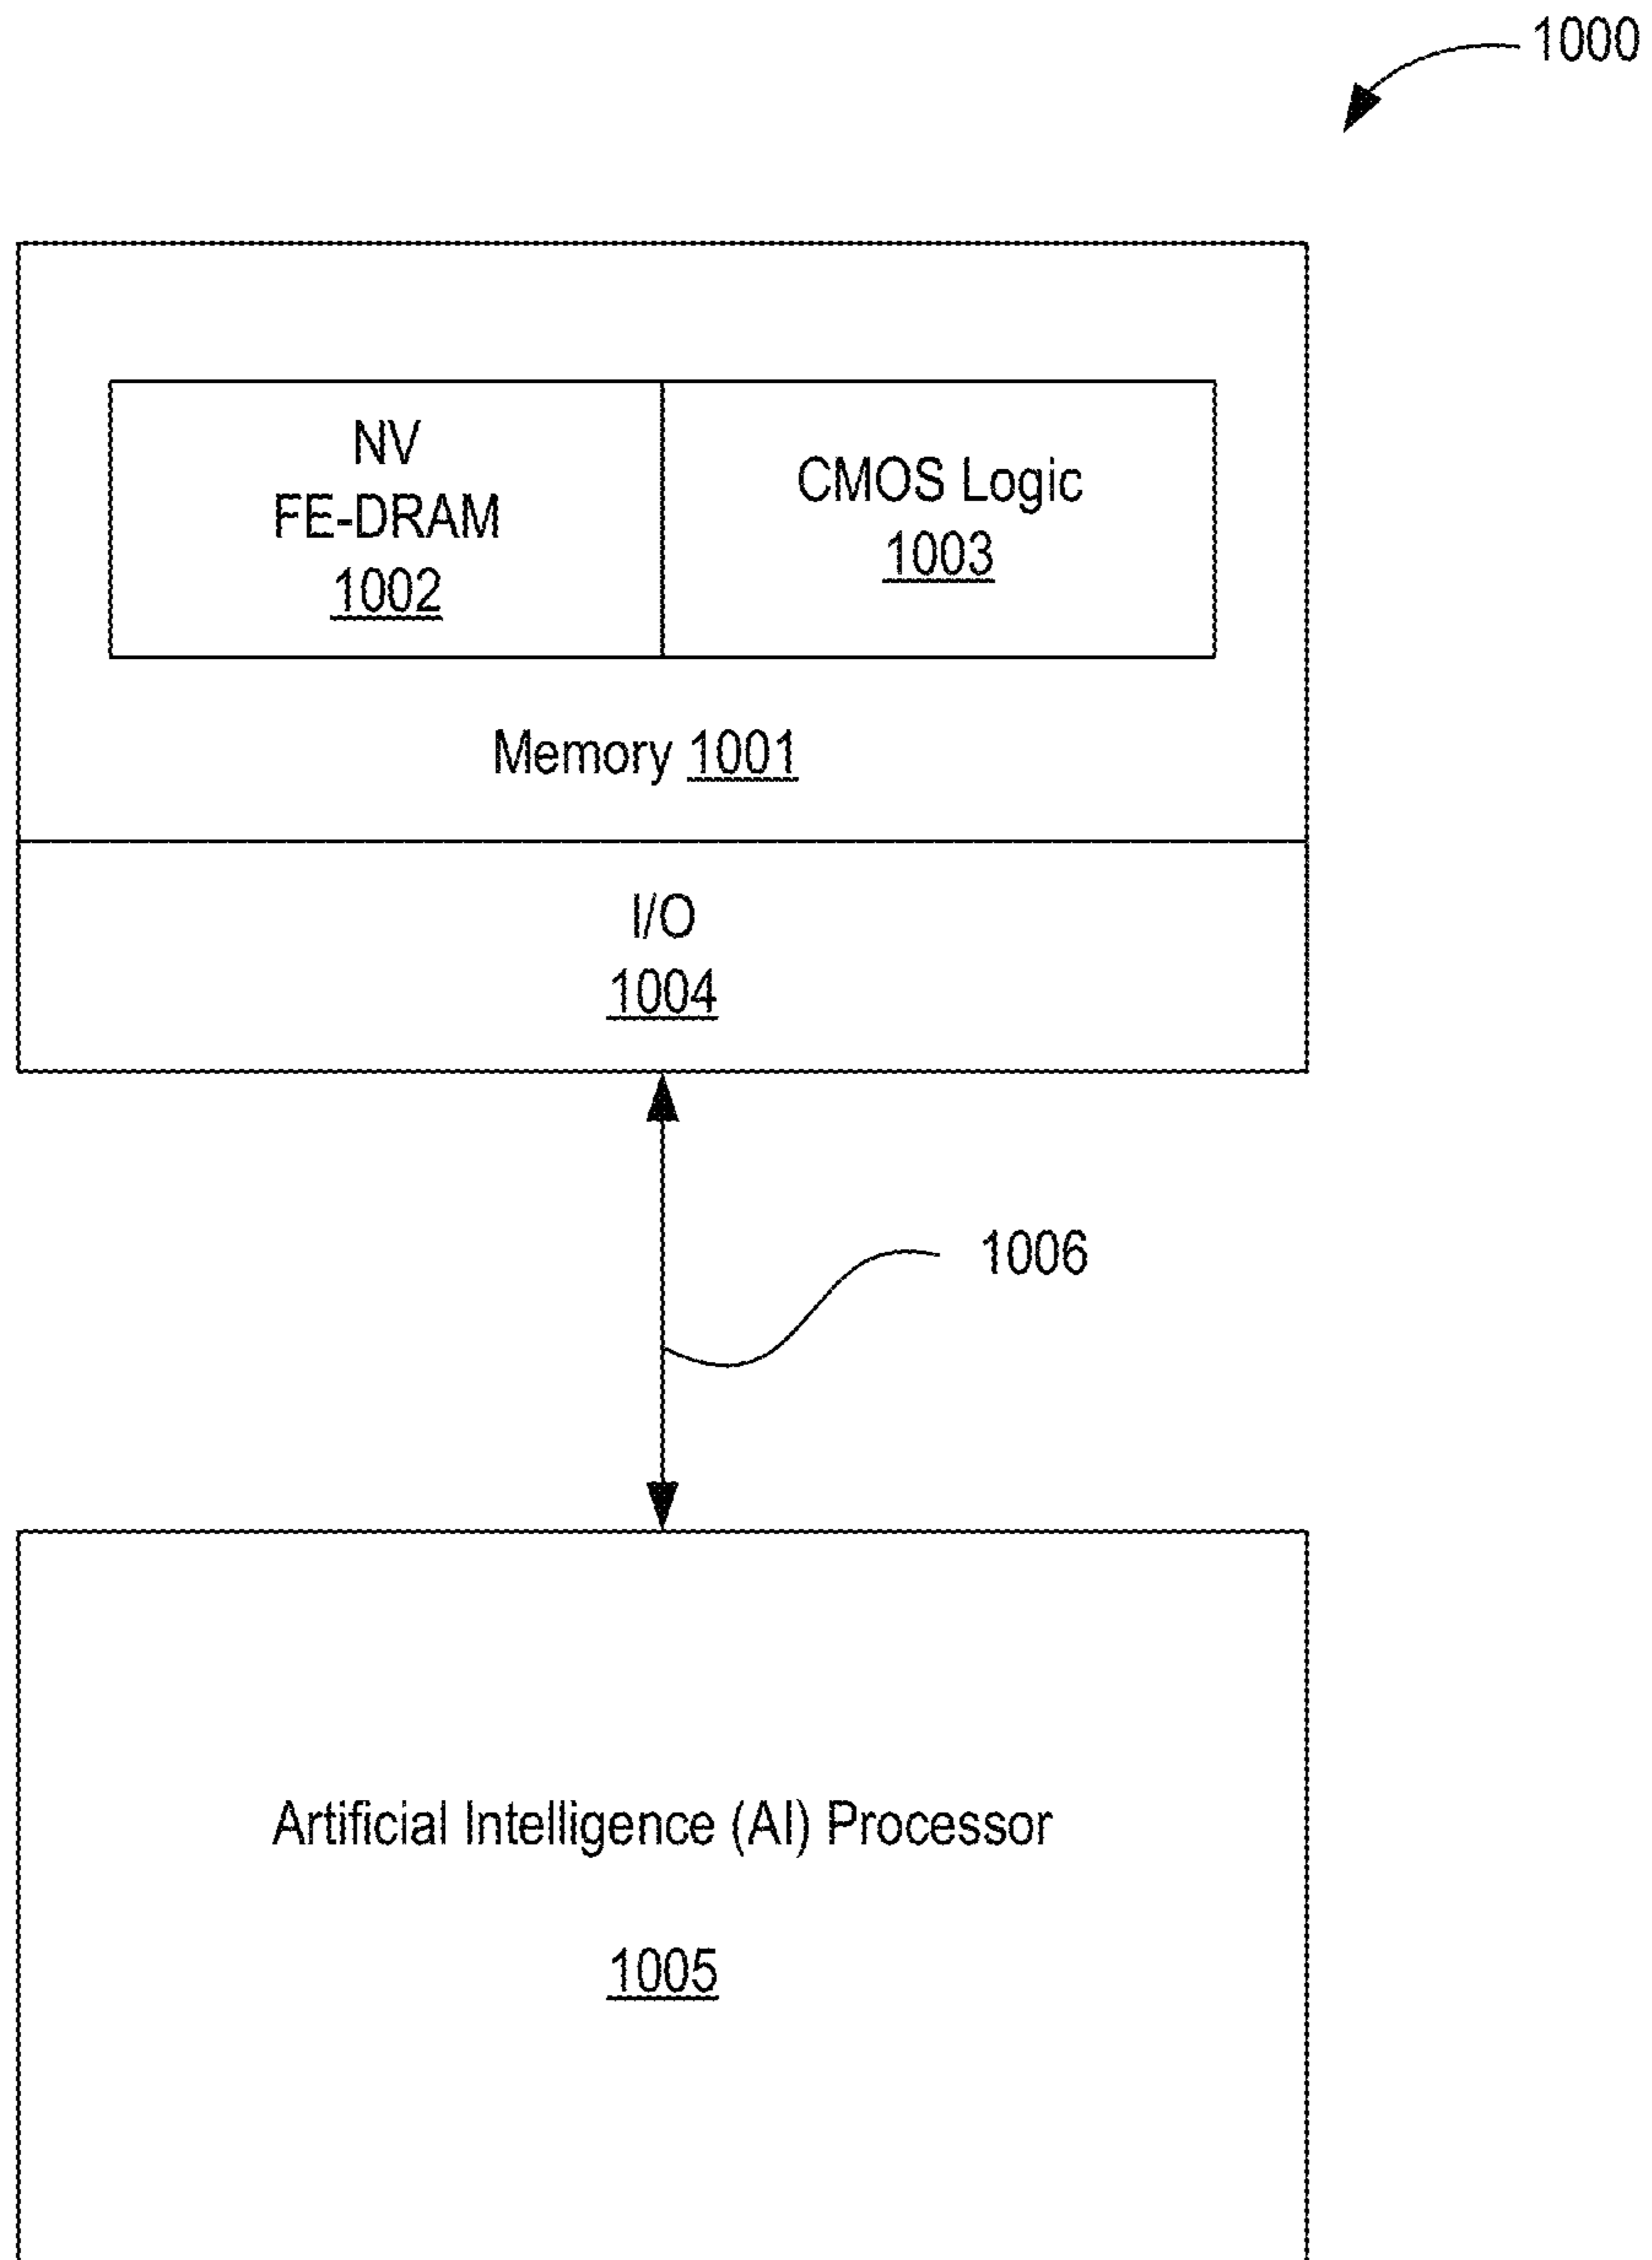 1000
NV
FE-DRAM
1002
CMOS Logic
1003
Memory 1001
I/O
1004
1006
Artificial Intelligence (AI) Processor
1005